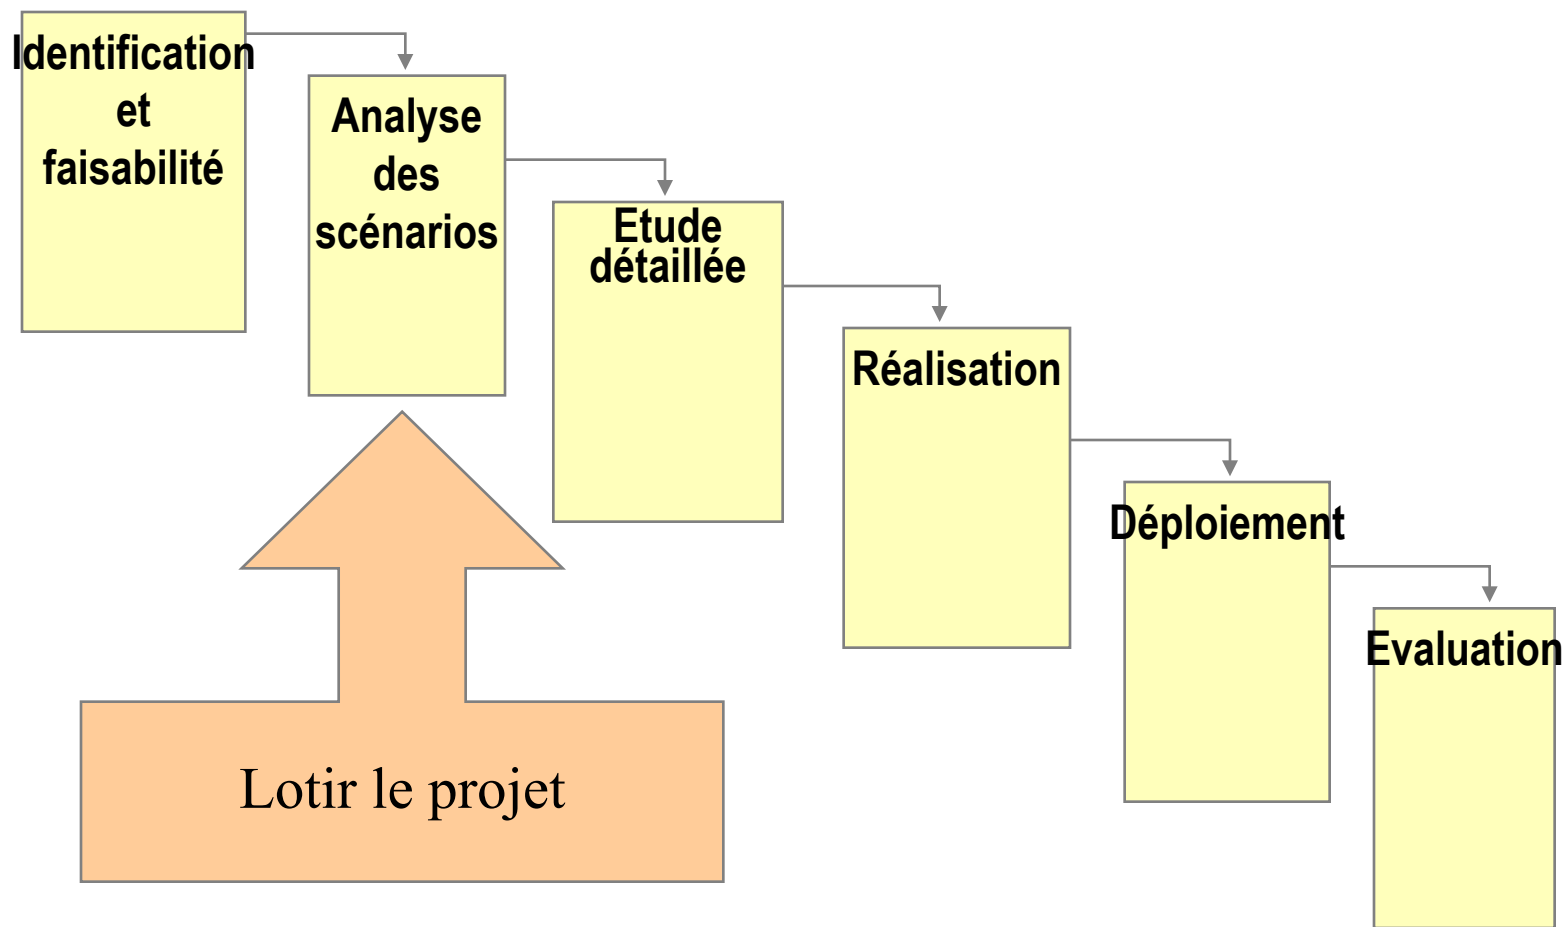 Identification
et
faisabilité
Analyse
des
scénarios
Etude
détaillée
Réalisation
Déploiement
Evaluation
Lotir le projet